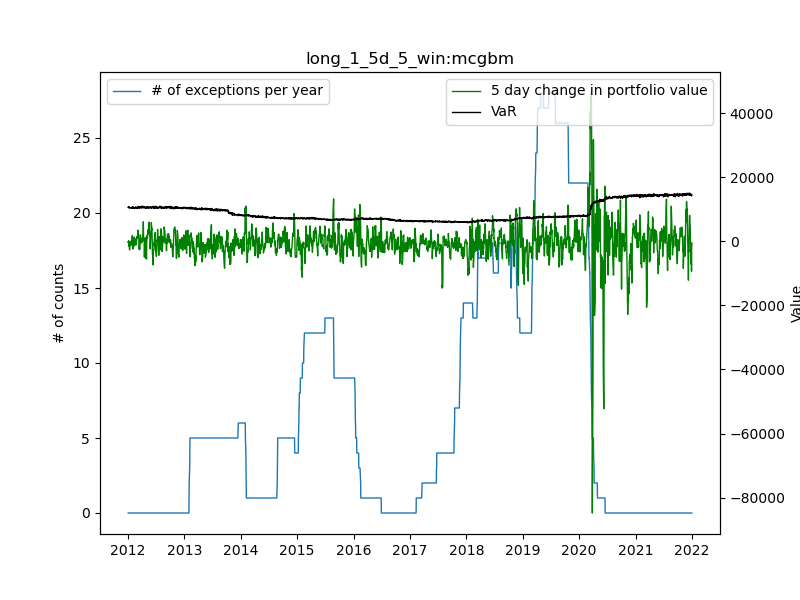 long_1_5d_5_win:mcgbm
# of exceptions per year
5 day change in portfolio value
VaR
25
20
15
10
5
0
# of counts
40000
20000
0
−20000
−40000
−60000
−80000
Value
2012 2013 2014 2015 2016 2017 2018 2019 2020 2021 2022